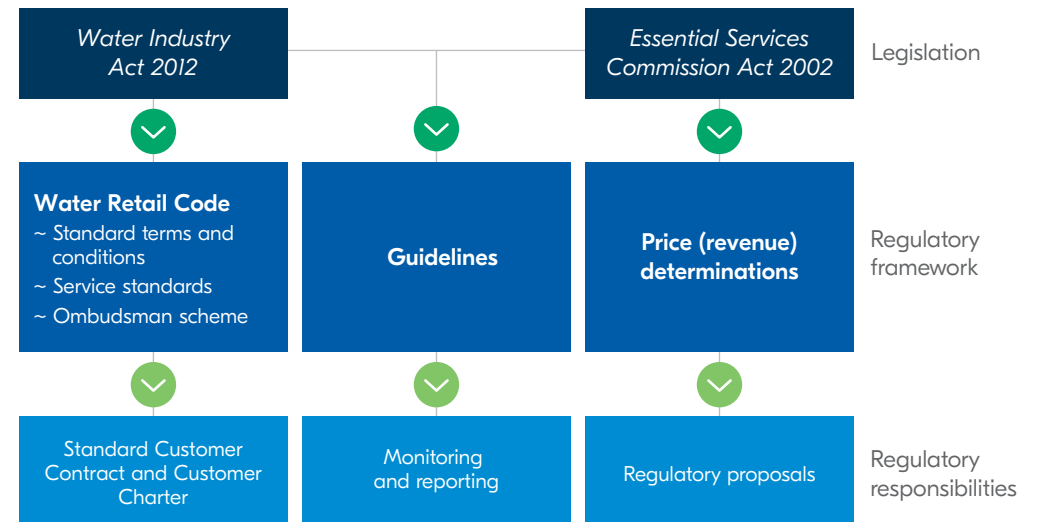 Water Industry
Act 2012
Essential Services
Commission Act 2002
Legislation
Water Retail Code
~ Standard terms and
conditions
~ Service standards
~ Ombudsman scheme
Guidelines
Price (revenue)
determinations
Regulatory
framework
Standard Customer
Contract and Customer
Charter
Monitoring
and reporting
Regulatory proposals
Regulatory
responsibilities